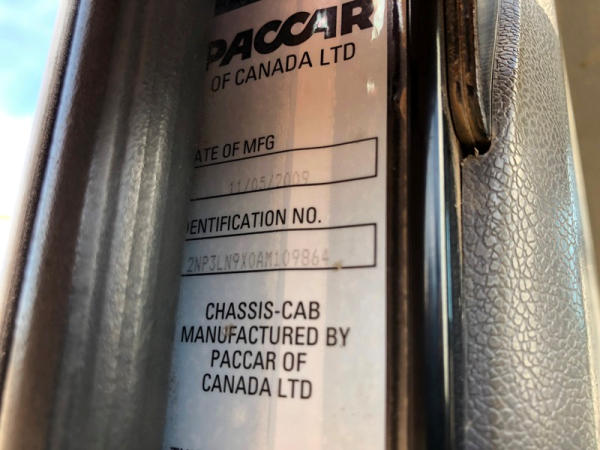 PACCAR
OF CANADA LTD
ATE OF MFG
11/05/2009
DENTIFICATION NO.
2NP3LN9X0AM109864
CHASSIS-CAB
MANUFACTURED BY
PACCAR OF
CANADA LTD